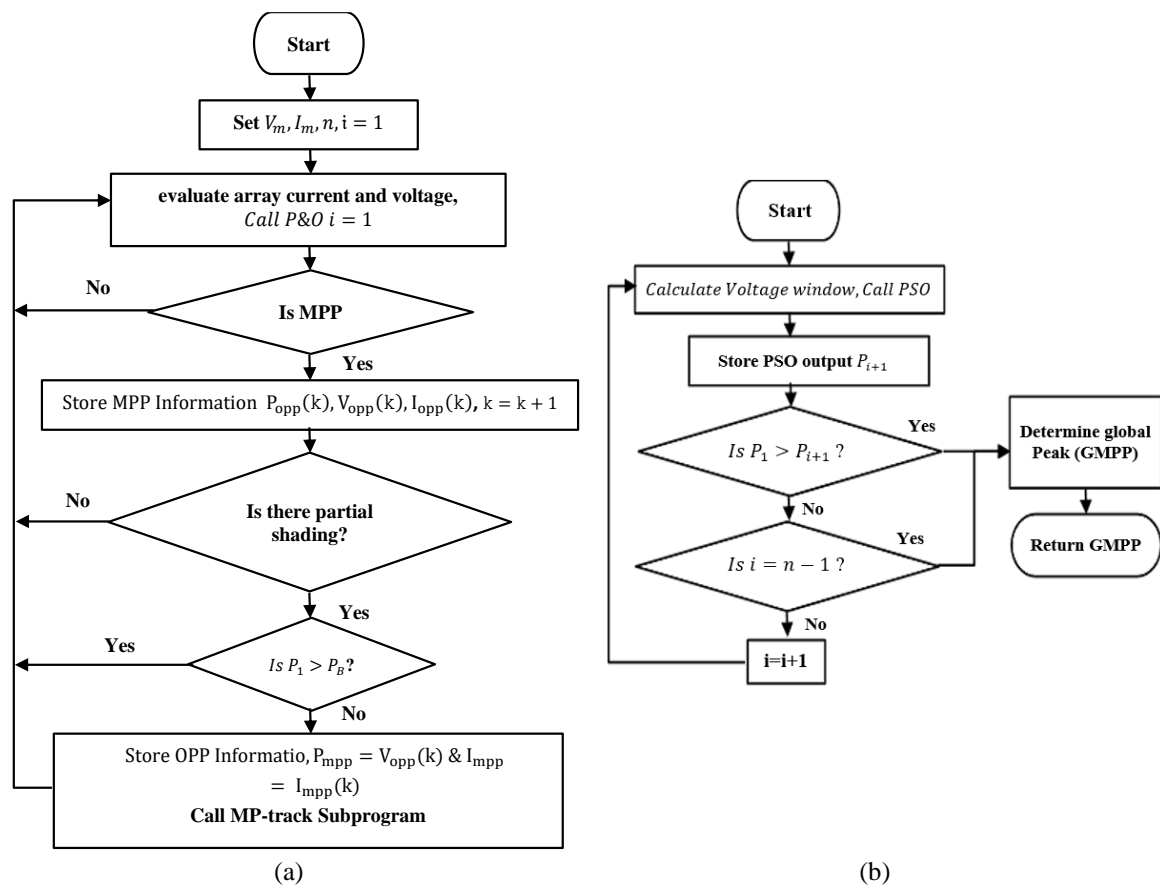 Start
Set V_m, I_m, n, i = 1
evaluate array current and voltage,
Call P&O i = 1
No
Is MPP
Yes
Store MPP Information P_opp(k), V_opp(k), I_opp(k), k = k + 1
No
Is there partial
shading?
Yes
Yes
Is P_1 > P_B?
No
Store OPP Informatio, P_mpp = V_opp(k) & I_mpp
= I_mpp(k)
Call MP-track Subprogram
(a)
Start
Calculate Voltage window, Call PSO
Store PSO output P_i+1
Yes
Is P_1 > P_i+1 ?
No
Yes
Is i = n − 1 ?
No
i=i+1
Determine global
Peak (GMPP)
Return GMPP
(b)